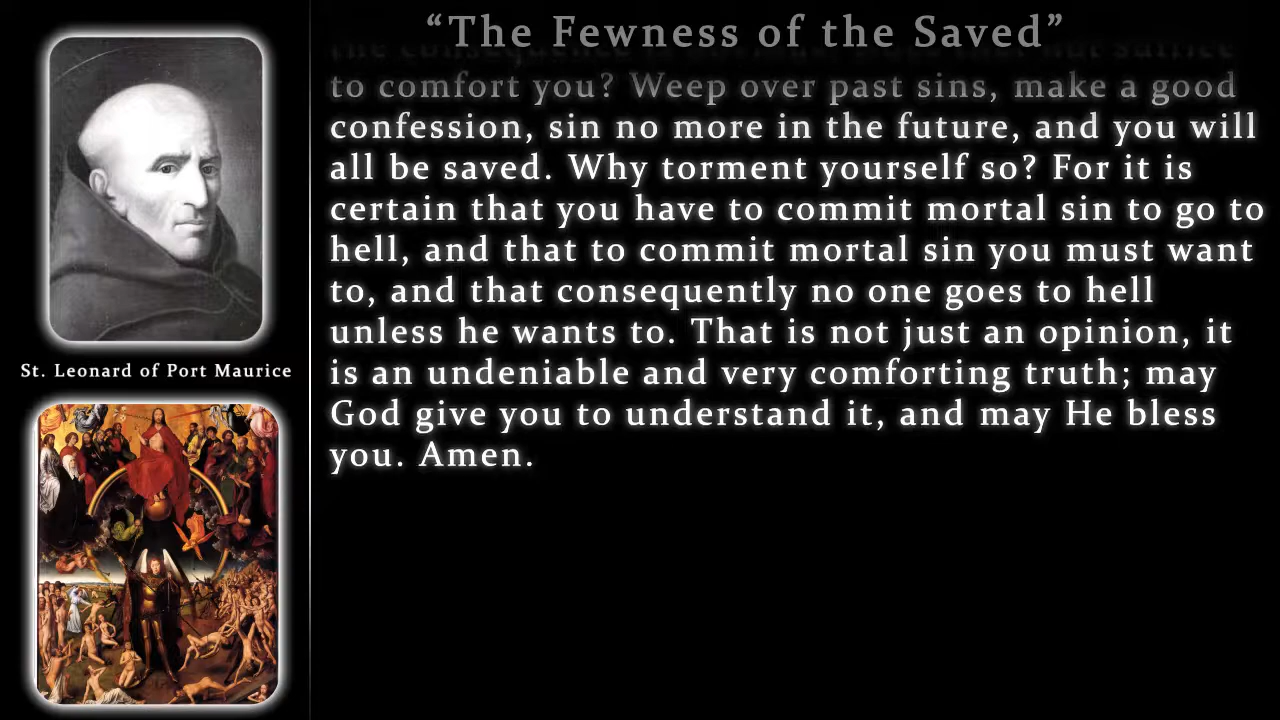 “The Fewness of the Saved”
to comfort you? Weep over past sins, make a good
confession, sin no more in the future, and you will
all be saved. Why torment yourself so? For it is
certain that you have to commit mortal sin to go to
hell, and that to commit mortal sin you must want
to, and that consequently no one goes to hell
unless he wants to. That is not just an opinion, it
is an undeniable and very comforting truth; may
God give you to understand it, and may He bless
you. Amen.
St. Leonard of Port Maurice